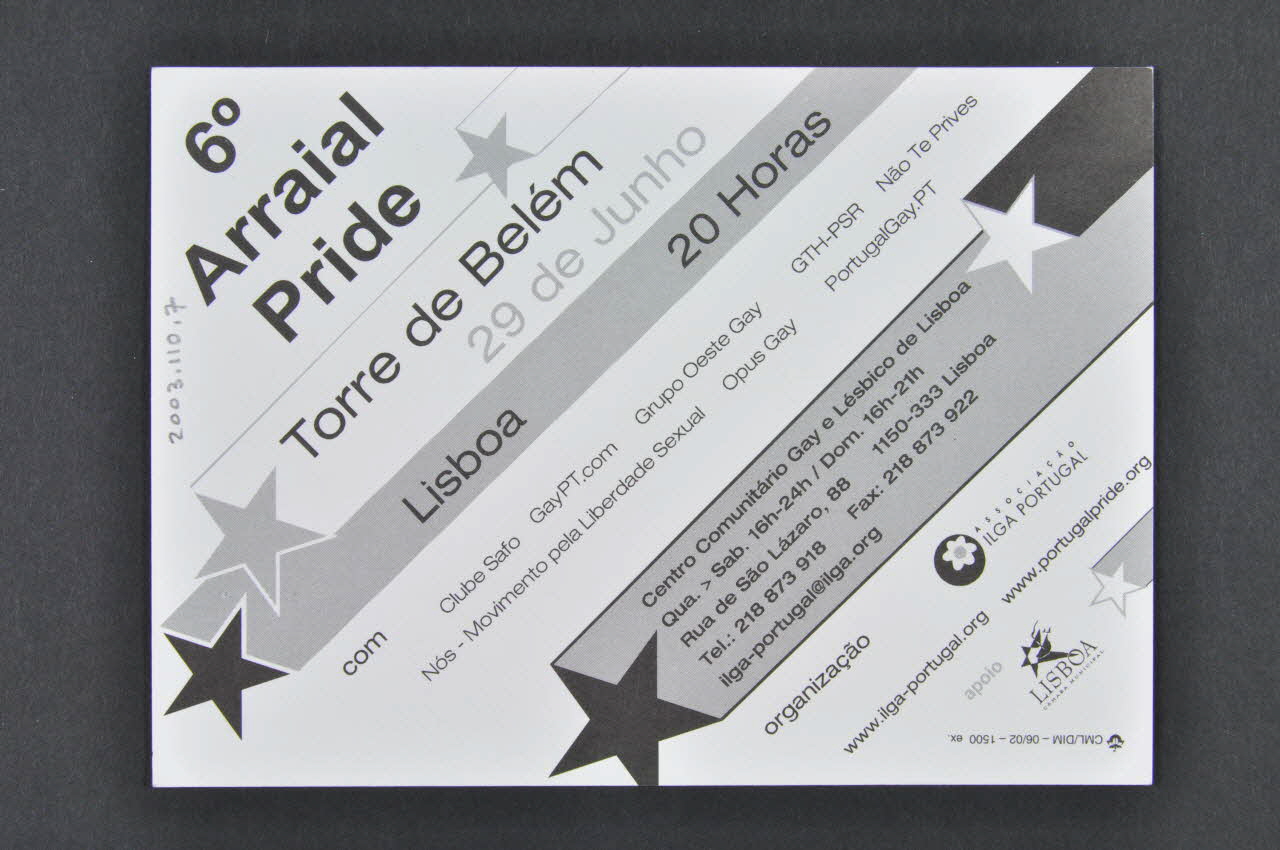 6º
Arraial
Pride
Torre de Belém
29 de Junho
Lisboa 20 Horas
com Clube Safo GayPT.com Grupo Oeste Gay GTH-PSR Não Te Prives
Nós - Movimento pela Liberdade Sexual Opus Gay PortugalGay.PT
Centro Comunitário Gay e Lésbico de Lisboa
Qua. > Sab. 16h-24h / Dom. 16h-21h
Rua de São Lázaro, 88 1150-333 Lisboa
Tel.: 218 873 918 Fax: 218 873 922
ilga-portugal@ilga.org
organização
ASSOCIAÇÃO
ILGA PORTUGAL
www.ilga-portugal.org www.portugalpride.org
apoio
LISBOA
CÂMARA MUNICIPAL
CML/DIM – 06/02 – 1500 ex.
2003.110.7